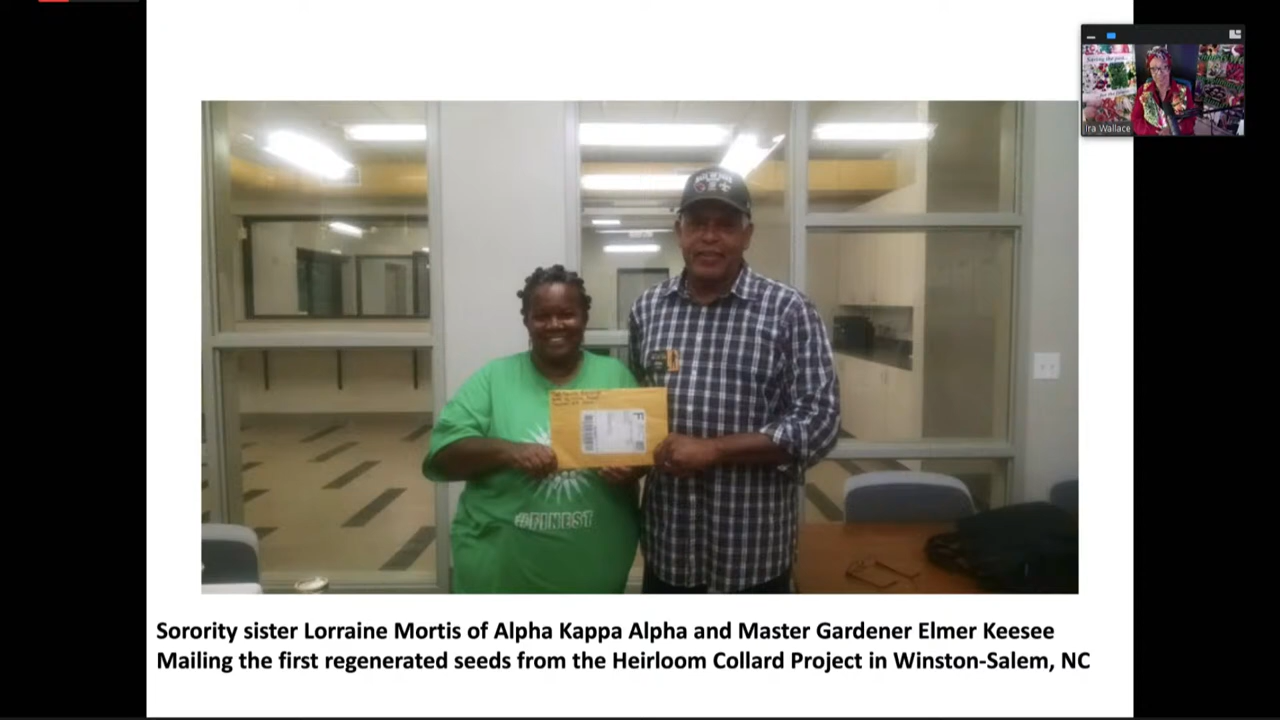 Ira Wallace
#FINEST
F
Sorority sister Lorraine Mortis of Alpha Kappa Alpha and Master Gardener Elmer Keesee
Mailing the first regenerated seeds from the Heirloom Collard Project in Winston-Salem, NC